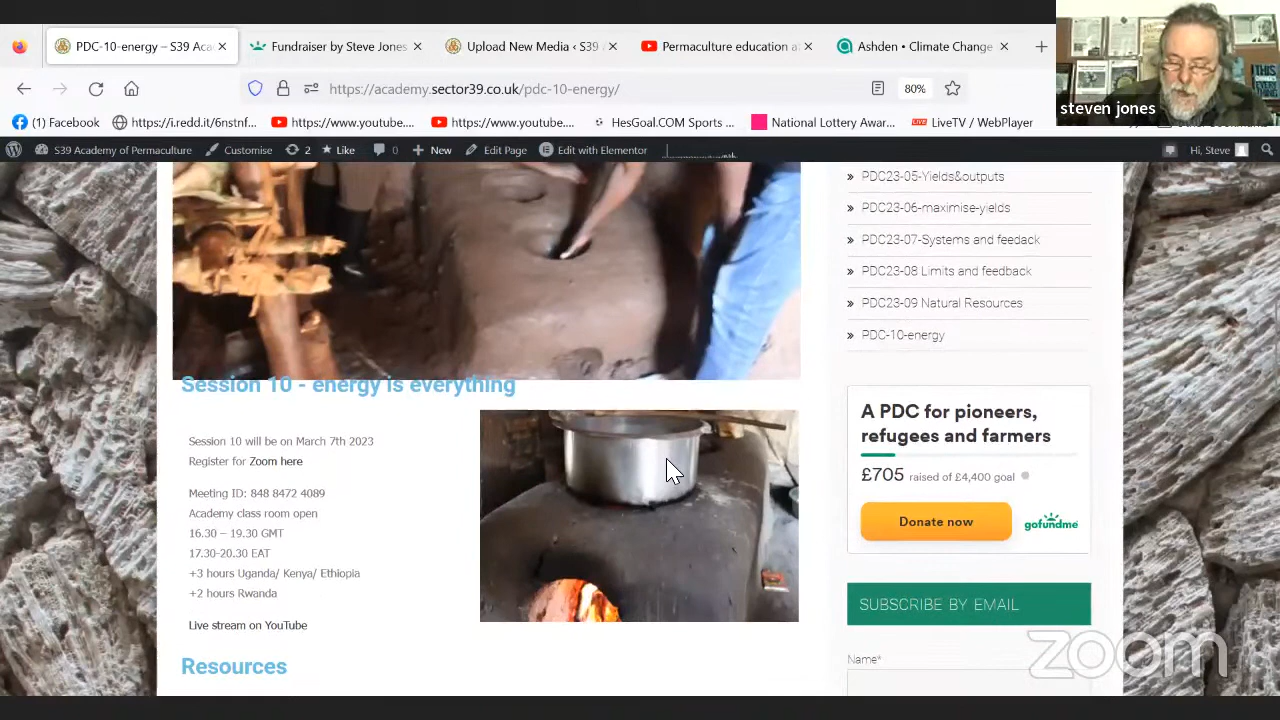 PDC-10-energy – S39 Aca
Fundraiser by Steve Jones
Upload New Media ‹ S39
Permaculture education a
Ashden • Climate Change
https://academy.sector39.co.uk/pdc-10-energy/
80%
steven jones
THIS
(1) Facebook
https://i.redd.it/6nstnf...
https://www.youtube....
https://www.youtube....
HesGoal.COM Sports ...
National Lottery Awar...
LIVE
LiveTV / WebPlayer
S39 Academy of Permaculture
Customise
2
Like
0
New
Edit Page
Edit with Elementor
Hi, Steve
PDC23-05-Yields&outputs
PDC23-06-maximise-yields
PDC23-07-Systems and feedack
PDC23-08 Limits and feedback
PDC23-09 Natural Resources
PDC-10-energy
Session 10 - energy is everything
Session 10 will be on March 7th 2023
Register for Zoom here
Meeting ID: 848 8472 4089
Academy class room open
16.30 – 19.30 GMT
17.30-20.30 EAT
+3 hours Uganda/ Kenya/ Ethiopia
+2 hours Rwanda
Live stream on YouTube
Resources
A PDC for pioneers,
refugees and farmers
£705 raised of £4,400 goal
Donate now
gofundme
SUBSCRIBE BY EMAIL
Name*
zoom